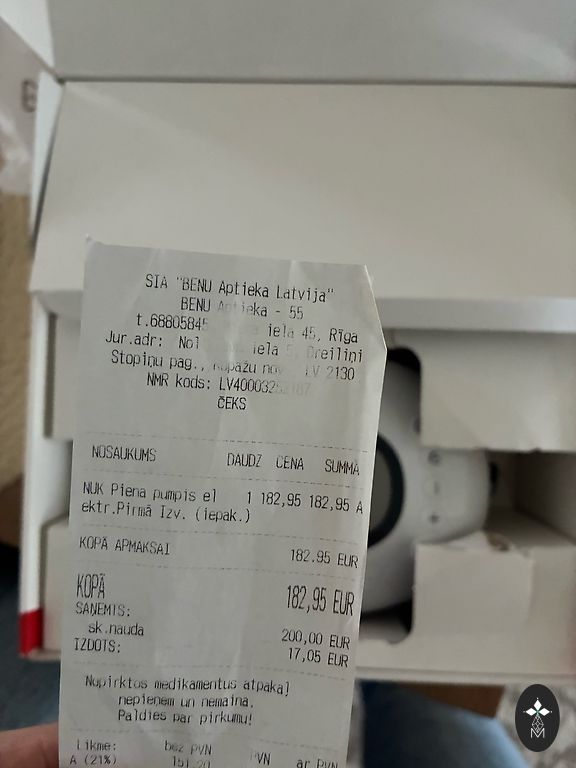 SIA "BENU Aptieka Latvija"
BENU Aptieka - 55
t.68805845 iela 45, Rīga
Jur.adr: iela 5, Dreiliņi
Stopiņu pag., Ropažu nov LV 2130
NMR kods:
ČEKS
NOSAUKUMS DAUDZ CENA SUMMA
NUK Piena pumpis el 1 182,95 182,95 A
ektr.Pirmā Izv. (iepak.)
KOPĀ APMAKSAI 182.95 EUR
KOPĀ 182,95 EUR
SAŅEMTS:
sk.nauda 200,00 EUR
IZDOTS: 17,05 EUR
Nopirktos medikamentus atpakaļ
nepieņem un nemaina.
Paldies par pirkumu!
Likme: bez PVN PVN ar PVN
A (21%) 151.20
M